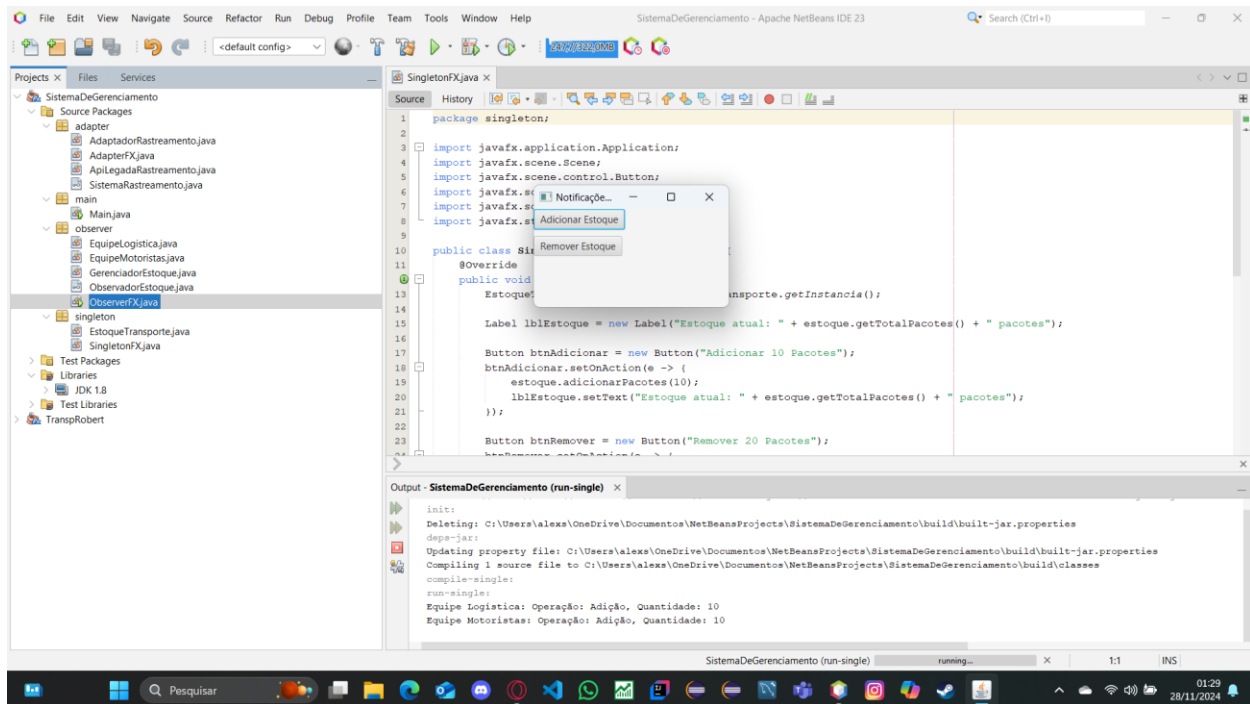 File Edit View Navigate Source Refactor Run Debug Profile Team Tools Window Help
SistemaDeGerenciamento - Apache NetBeans IDE 23
Search (Ctrl+I)
<default config>
Projects
Files
Services
SistemaDeGerenciamento
Source Packages
adapter
AdaptadorRastreamento.java
AdapterFX.java
ApiLegadaRastreamento.java
SistemaRastreamento.java
main
Main.java
observer
EquipeLogistica.java
EquipeMotoristas.java
GerenciadorEstoque.java
ObservadorEstoque.java
ObserverFX.java
singleton
EstoqueTransporte.java
SingletonFX.java
Test Packages
Libraries
JDK 1.8
Test Libraries
TranspRobert
SingletonFX.java
Source History
1 package singleton;
2
3 import javafx.application.Application;
4 import javafx.scene.Scene;
5 import javafx.scene.control.Button;
6 import javafx.s
7 import javafx.s
8 import javafx.s
9
10 public class Si {
11 @Override
public void
13 Estoque ansporte.getInstancia();
14
15 Label lblEstoque = new Label("Estoque atual: " + estoque.getTotalPacotes() + " pacotes");
16
17 Button btnAdicionar = new Button("Adicionar 10 Pacotes");
18 btnAdicionar.setOnAction(e -> {
19 estoque.adicionarPacotes(10);
20 lblEstoque.setText("Estoque atual: " + estoque.getTotalPacotes() + " pacotes");
21 });
22
23 Button btnRemover = new Button("Remover 20 Pacotes");
24 btnRemover.setOnAction(e -> {
Notificaçõe...
Adicionar Estoque
Remover Estoque
Output - SistemaDeGerenciamento (run-single)
init:
Deleting: C:\Users\alexs\OneDrive\Documentos\NetBeansProjects\SistemaDeGerenciamento\build\built-jar.properties
deps-jar:
Updating property file: C:\Users\alexs\OneDrive\Documentos\NetBeansProjects\SistemaDeGerenciamento\build\built-jar.properties
Compiling 1 source file to C:\Users\alexs\OneDrive\Documentos\NetBeansProjects\SistemaDeGerenciamento\build\classes
compile-single:
run-single:
Equipe Logística: Operação: Adição, Quantidade: 10
Equipe Motoristas: Operação: Adição, Quantidade: 10
SistemaDeGerenciamento (run-single)
running...
1:1
INS
Pesquisar
01:29
28/11/2024